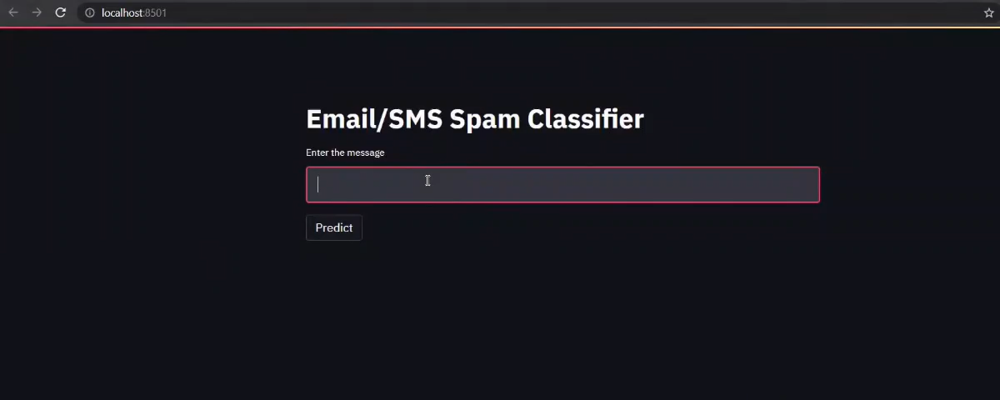 localhost:8501
Email/SMS Spam Classifier
Enter the message
Predict